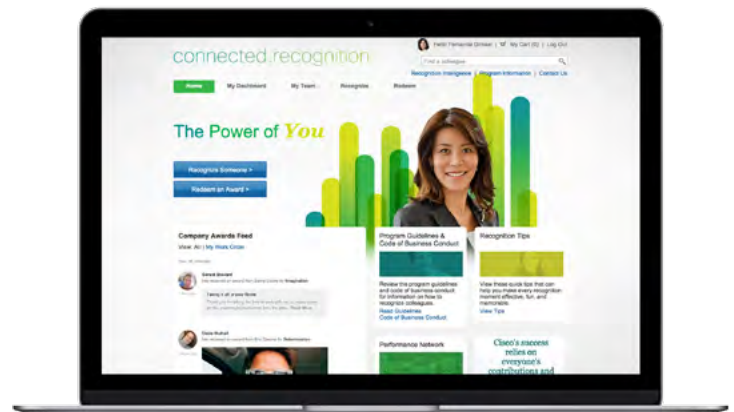 connected.recognition
My Cart (0) | Log Out
Find a colleague
Recognition Intelligence | Program Information | Contact Us
Home
My Dashboard
My Team
Recognize
Redeem
The Power of You
Recognize Someone >
Redeem an Award >
Company Awards Feed
View: All | My Work Circle
Program Guidelines &
Code of Business Conduct
Review the program guidelines
and code of business conduct
for information on how to
recognize colleagues.
Read Guidelines
Code of Business Conduct
Recognition Tips
View these quick tips that can
help you make every recognition
moment effective, fun, and
memorable.
View Tips
Performance Network
Cisco's success
relies on
everyone's
contributions and